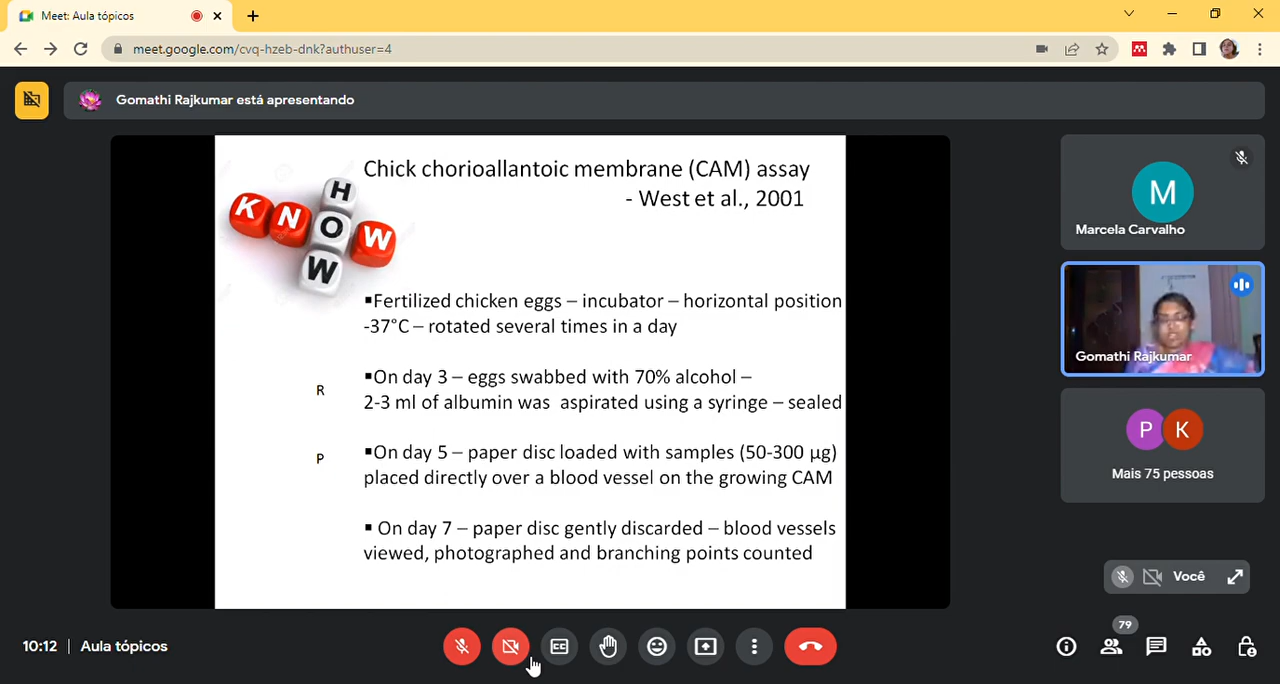 Meet: Aula tópicos
meet.google.com/cvq-hzeb-dnk?authuser=4
Gomathi Rajkumar está apresentando
KNOW
HOW
Chick chorioallantoic membrane (CAM) assay
- West et al., 2001
▪Fertilized chicken eggs – incubator – horizontal position
-37°C – rotated several times in a day
▪On day 3 – eggs swabbed with 70% alcohol –
2-3 ml of albumin was aspirated using a syringe – sealed
R
▪On day 5 – paper disc loaded with samples (50-300 µg)
placed directly over a blood vessel on the growing CAM
P
▪ On day 7 – paper disc gently discarded – blood vessels
viewed, photographed and branching points counted
M
Marcela Carvalho
Gomathi Rajkumar
P K
Mais 75 pessoas
Você
10:12 | Aula tópicos
CC
79